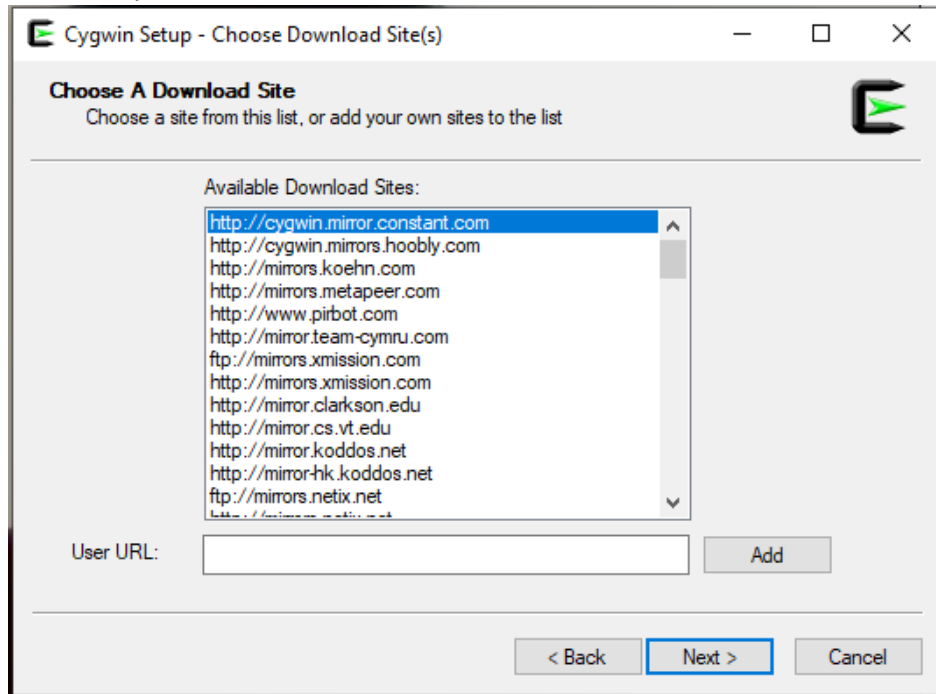 Cygwin Setup - Choose Download Site(s)
Choose A Download Site
Choose a site from this list, or add your own sites to the list
Available Download Sites:
http://cygwin.mirror.constant.com
http://cygwin.mirrors.hoobly.com
http://mirrors.koehn.com
http://mirrors.metapeer.com
http://www.pirbot.com
http://mirror.team-cymru.com
ftp://mirrors.xmission.com
http://mirrors.xmission.com
http://mirror.clarkson.edu
http://mirror.cs.vt.edu
http://mirror.koddos.net
http://mirror-hk.koddos.net
ftp://mirrors.netix.net
User URL:
Add
< Back
Next >
Cancel